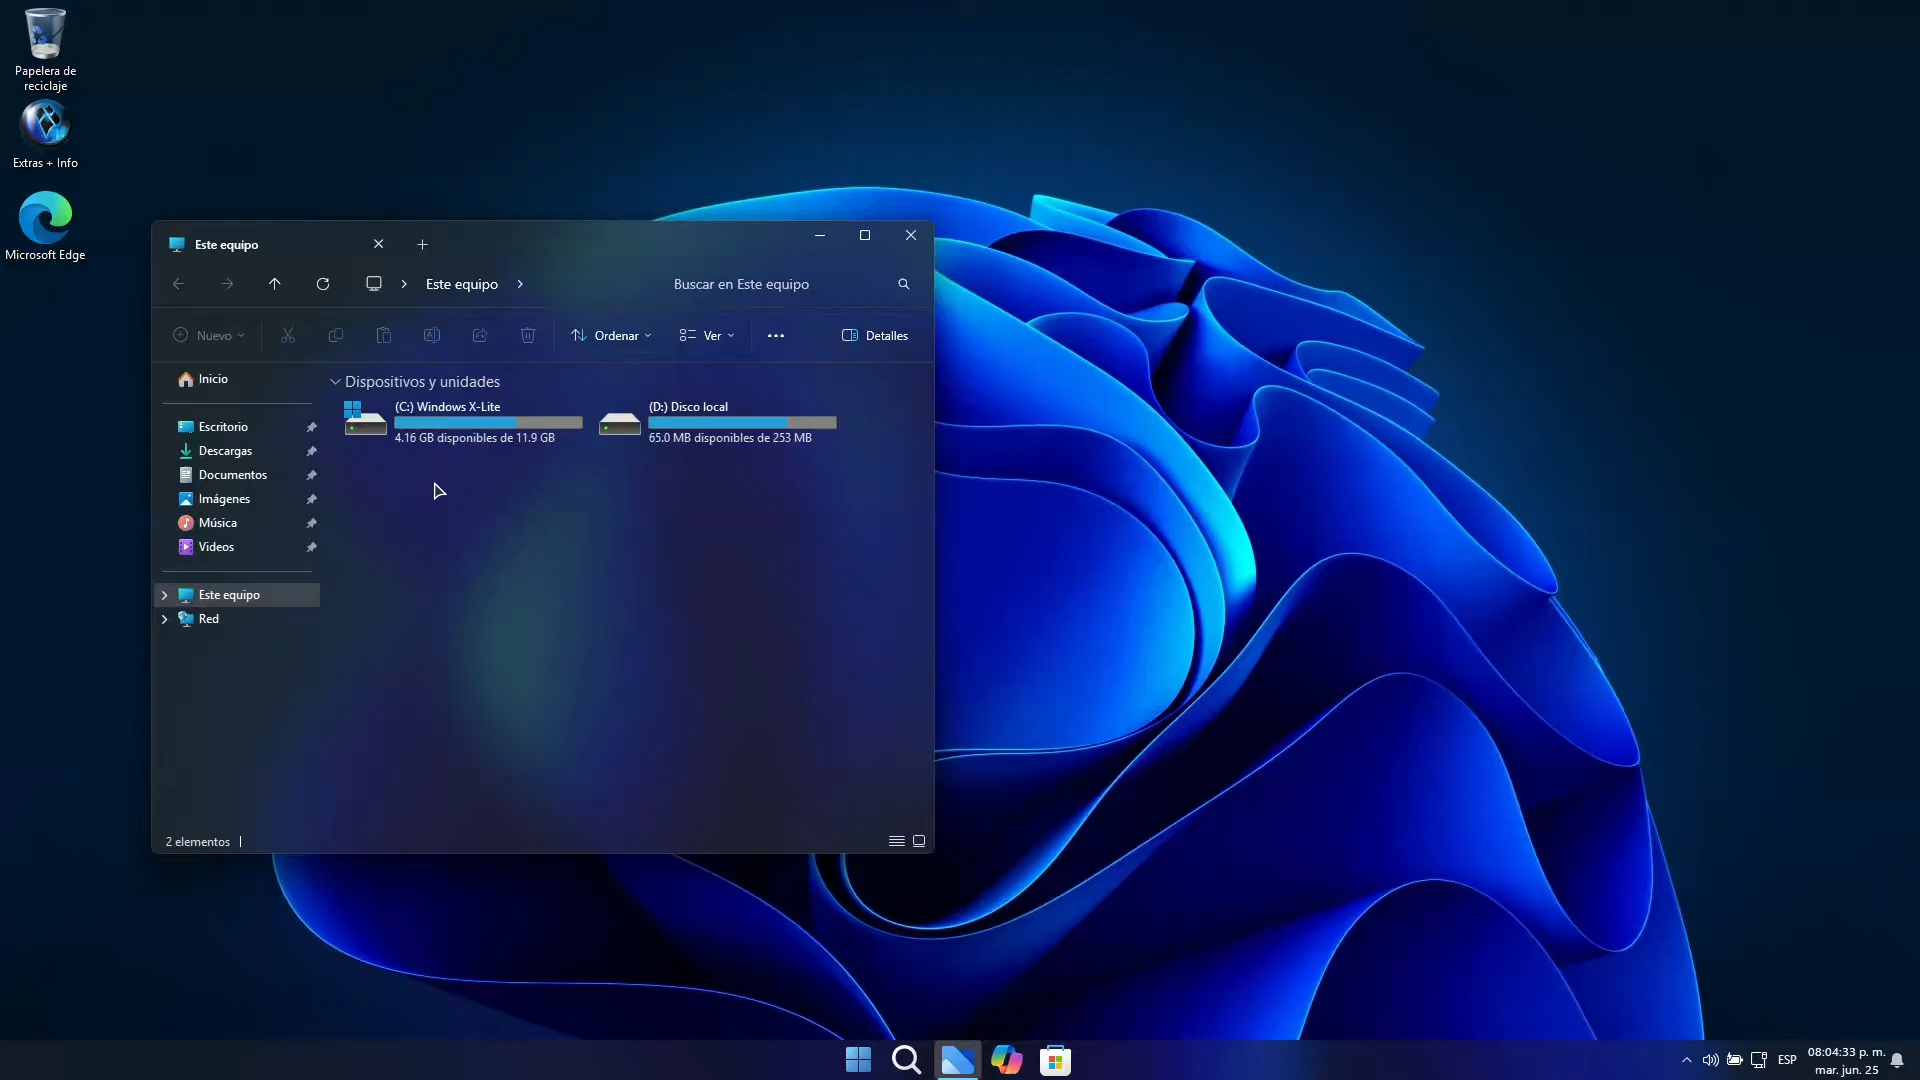 Papelera de
reciclaje
Extras + Info
Microsoft Edge
Este equipo
Este equipo
Buscar en Este equipo
Nuevo
Ordenar
Ver
Detalles
Inicio
Escritorio
Descargas
Documentos
Imágenes
Música
Videos
Este equipo
Red
Dispositivos y unidades
(C:) Windows X-Lite
4.16 GB disponibles de 11.9 GB
(D:) Disco local
65.0 MB disponibles de 253 MB
2 elementos
ESP
08:04:33 p. m.
mar. jun. 25